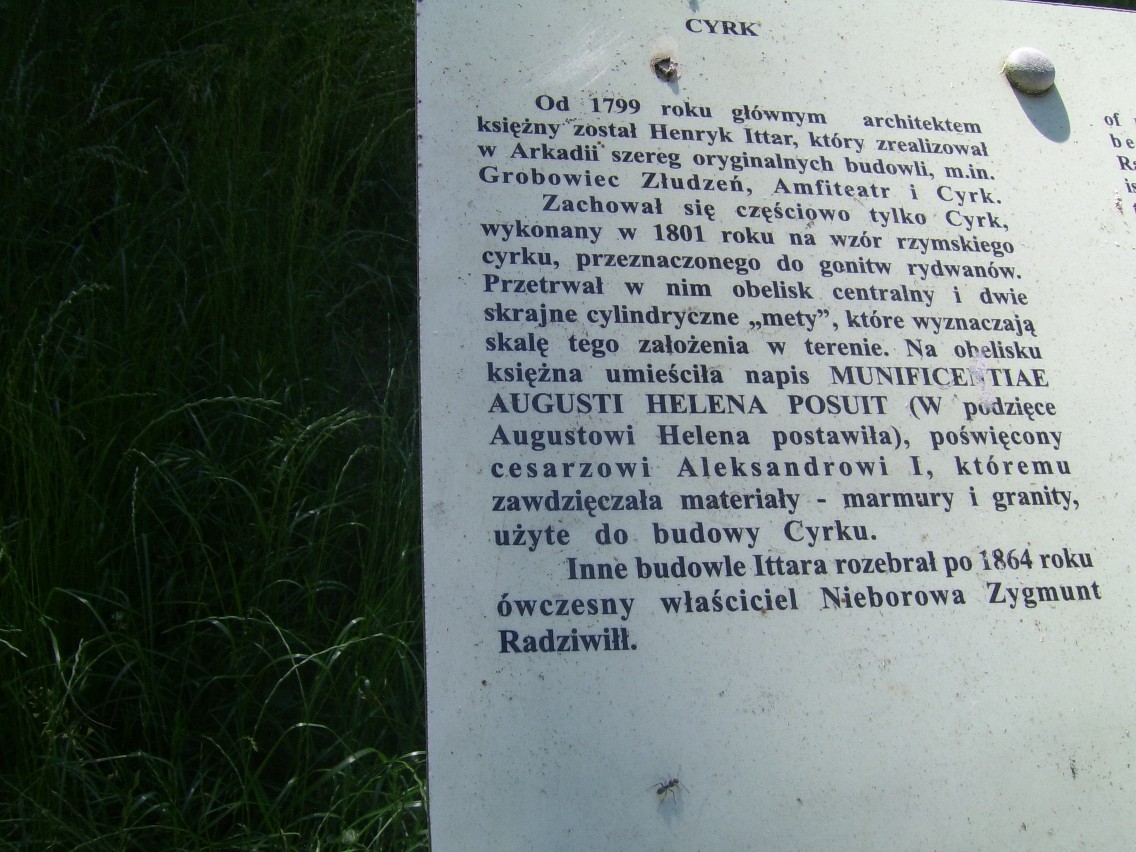 CYRK
Od 1799 roku głównym architektem
księżny został Henryk Ittar, który zrealizował
w Arkadii szereg oryginalnych budowli, m.in.
Grobowiec Złudzeń, Amfiteatr i Cyrk.
Zachował się częściowo tylko Cyrk,
wykonany w 1801 roku na wzór rzymskiego
cyrku, przeznaczonego do gonitw rydwanów.
Przetrwał w nim obelisk centralny i dwie
skrajne cylindryczne „mety”, które wyznaczają
skalę tego założenia w terenie. Na obelisku
księżna umieściła napis MUNIFICENTIAE
AUGUSTI HELENA POSUIT (W podzięce
Augustowi Helena postawiła), poświęcony
cesarzowi Aleksandrowi I, któremu
zawdzięczała materiały - marmury i granity,
użyte do budowy Cyrku.
Inne budowle Ittara rozebrał po 1864 roku
ówczesny właściciel Nieborowa Zygmunt
Radziwiłł.
of